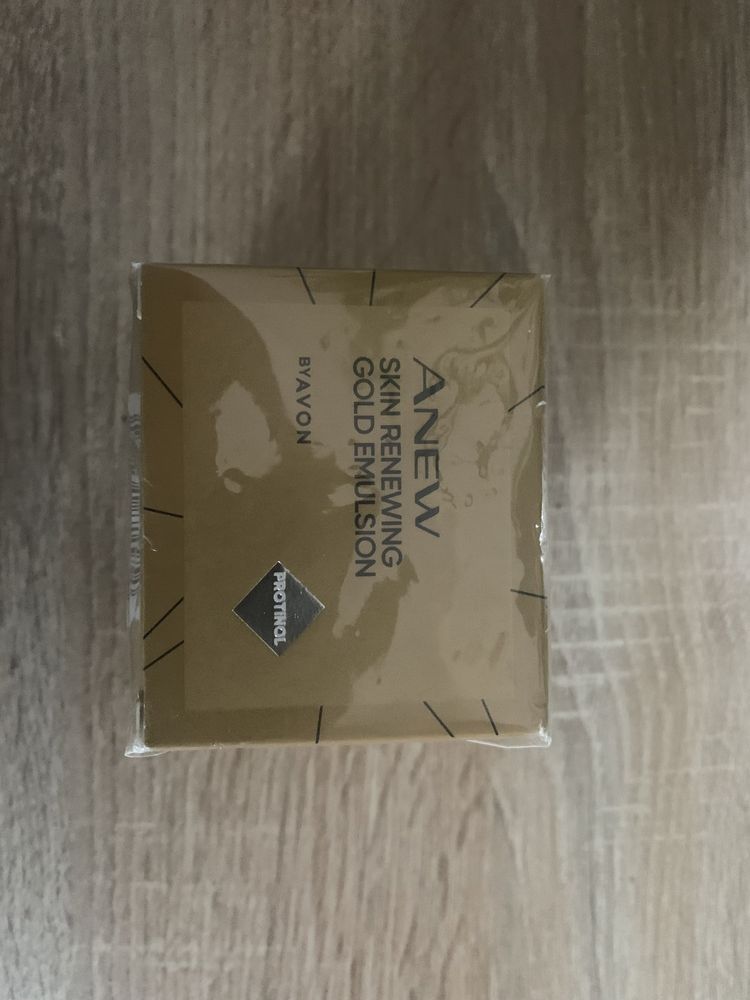 ANEW
SKIN RENEWING
GOLD EMULSION
BY AVON
PROTINOL